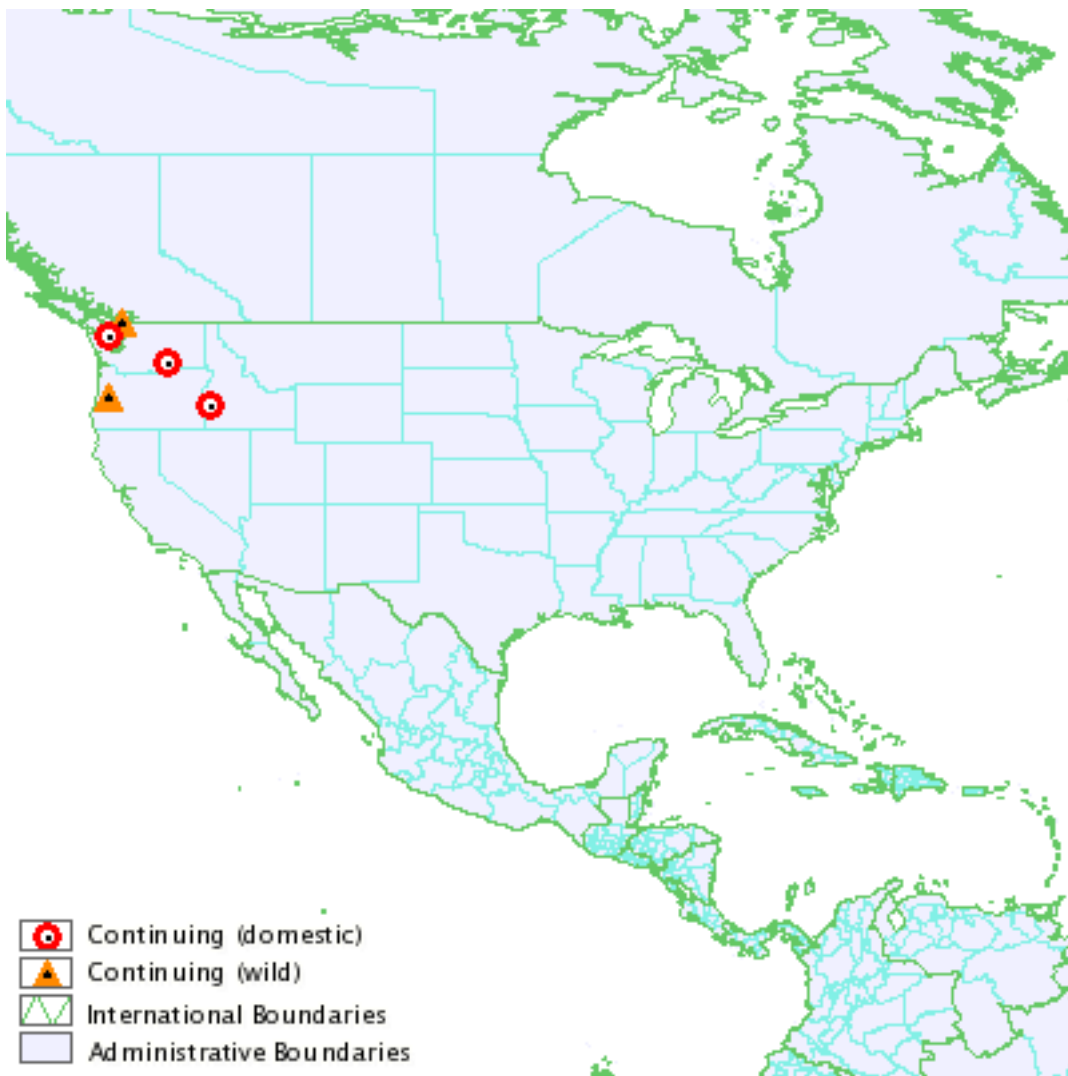 Continuing (domestic)
Continuing (wild)
International Boundaries
Administrative Boundaries